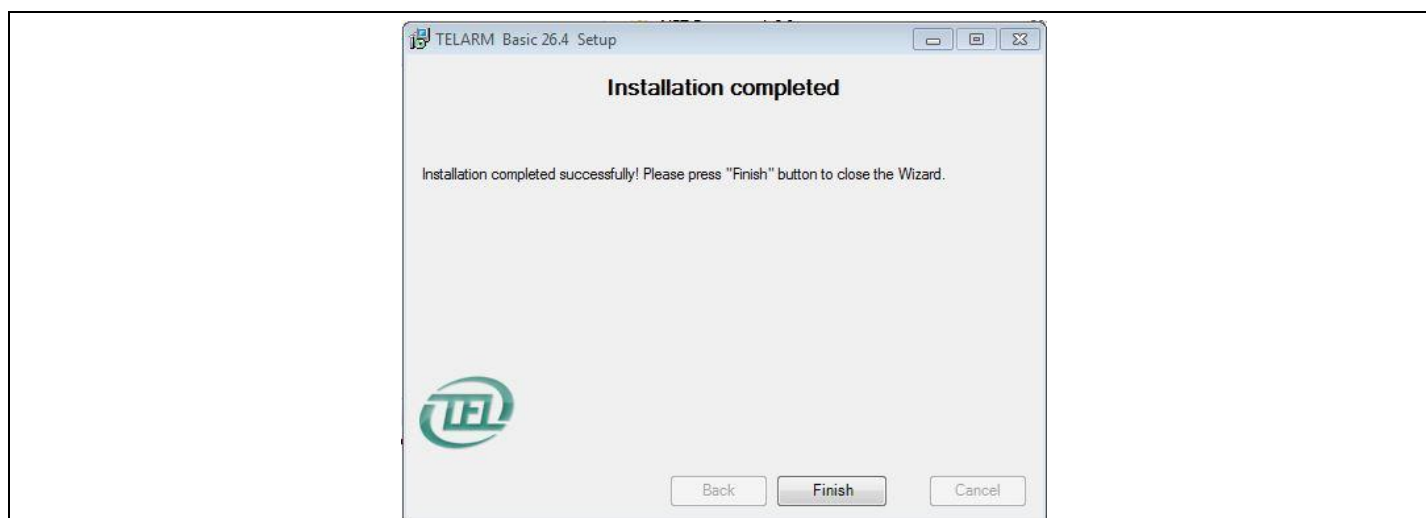 TELARM Basic 26.4 Setup
Installation completed
Installation completed successfully! Please press "Finish" button to close the Wizard.
TEL
Back Finish Cancel